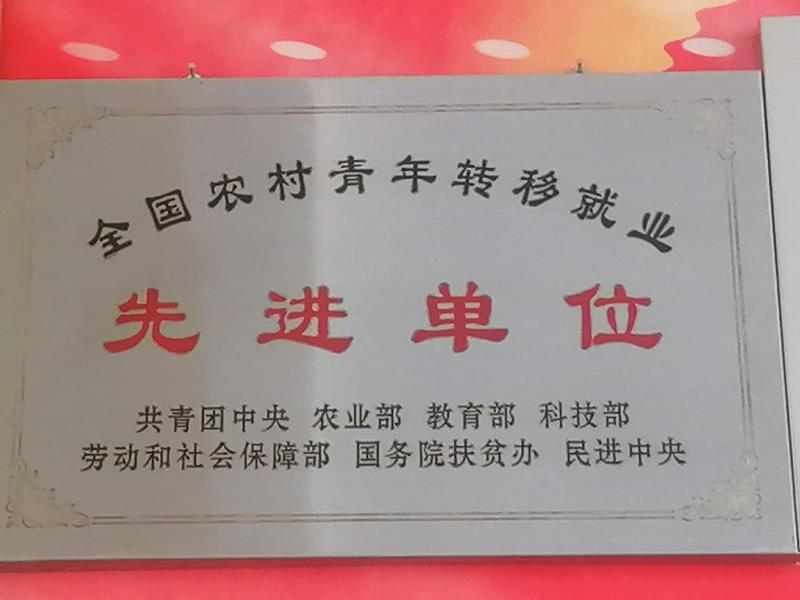 全国农村青年转移就业
先进单位
共青团中央 农业部 教育部 科技部
劳动和社会保障部 国务院扶贫办 民进中央